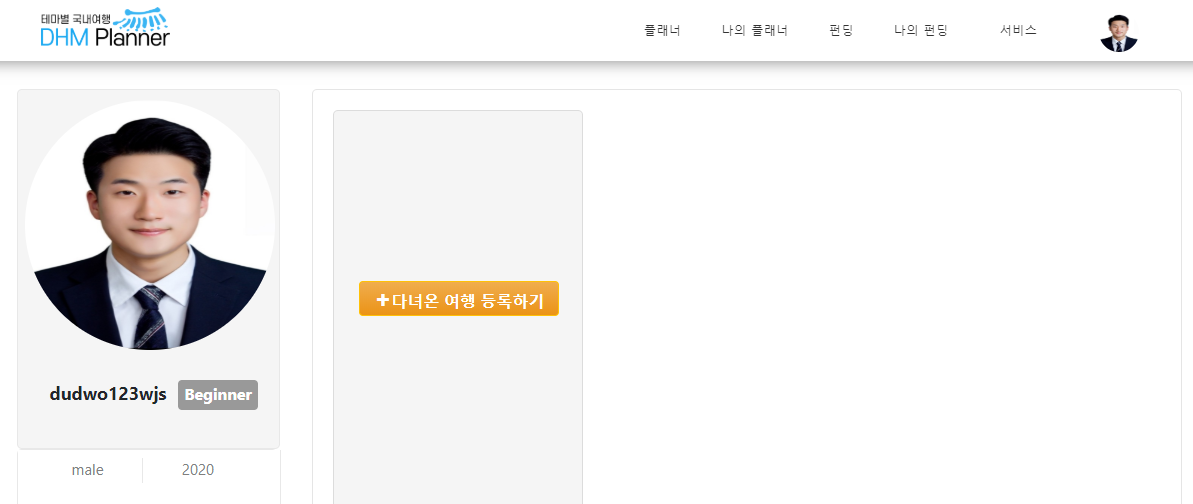 테마별 국내여행
DHM Planner
플래너 나의 플래너 펀딩 나의 펀딩 서비스
+다녀온 여행 등록하기
dudwo123wjs Beginner
male 2020